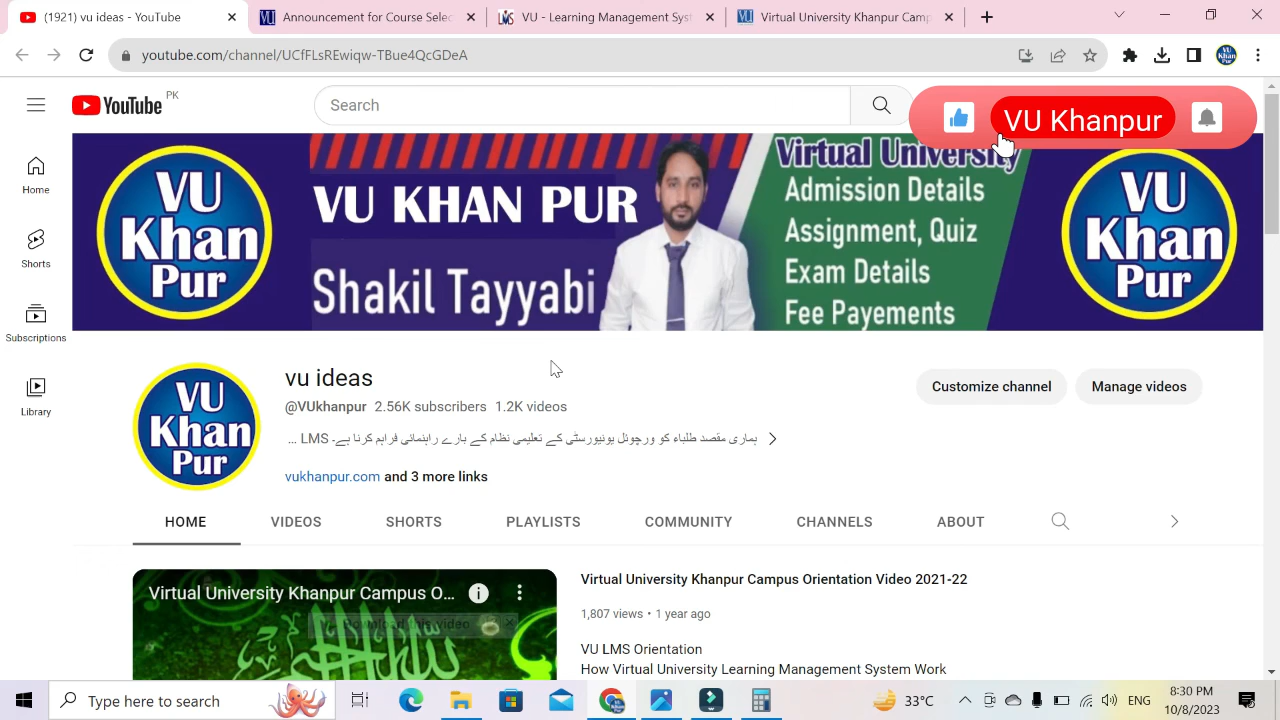 (1921) vu ideas - YouTube
Announcement for Course Selec
VU - Learning Management Syst
Virtual University Khanpur Camp
youtube.com/channel/UCfFLsREwiqw-TBue4QcGDeA
YouTube PK
Search
VU Khanpur
Home
Shorts
Subscriptions
Library
VU Khan Pur
VU KHAN PUR
Shakil Tayyabi
Virtual University
Admission Details
Assignment, Quiz
Exam Details
Fee Payements
VU Khan Pur
VU Khan Pur
vu ideas
@VUkhanpur 2.56K subscribers 1.2K videos
ہماری مقصد طلباء کو ورچوئل یونیورسٹی کے تعلیمی نظام کے بارے راہنمائی فراہم کرنا ہے۔ LMS ...
vukhanpur.com and 3 more links
Customize channel
Manage videos
HOME VIDEOS SHORTS PLAYLISTS COMMUNITY CHANNELS ABOUT
Virtual University Khanpur Campus O...
Download this video
Virtual University Khanpur Campus Orientation Video 2021-22
1,807 views • 1 year ago
VU LMS Orientation
How Virtual University Learning Management System Work
Type here to search
33°C
ENG
8:30 PM
10/8/2023